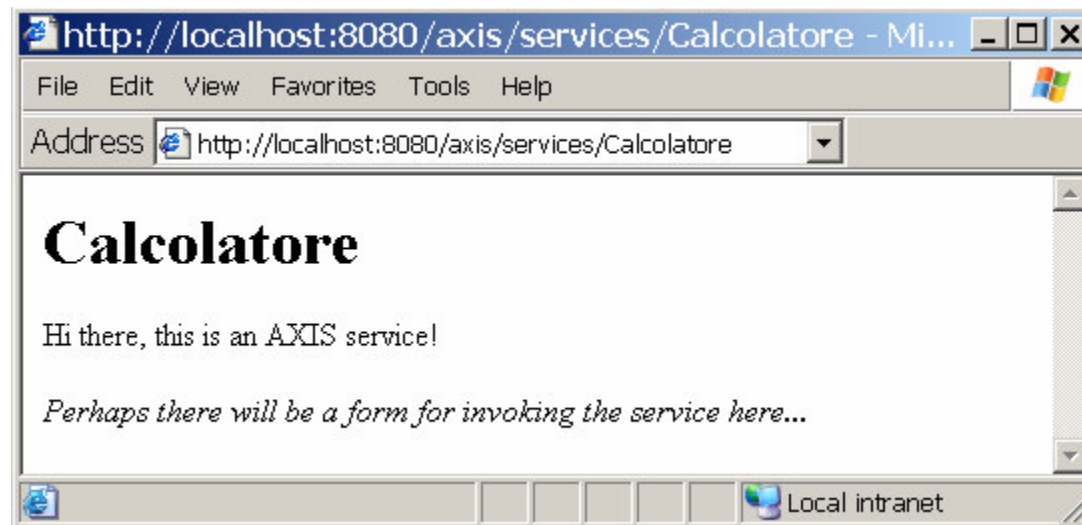 http://localhost:8080/axis/services/Calcolatore - Mi...
File Edit View Favorites Tools Help
Address http://localhost:8080/axis/services/Calcolatore
Calcolatore
Hi there, this is an AXIS service!
Perhaps there will be a form for invoking the service here...
Local intranet